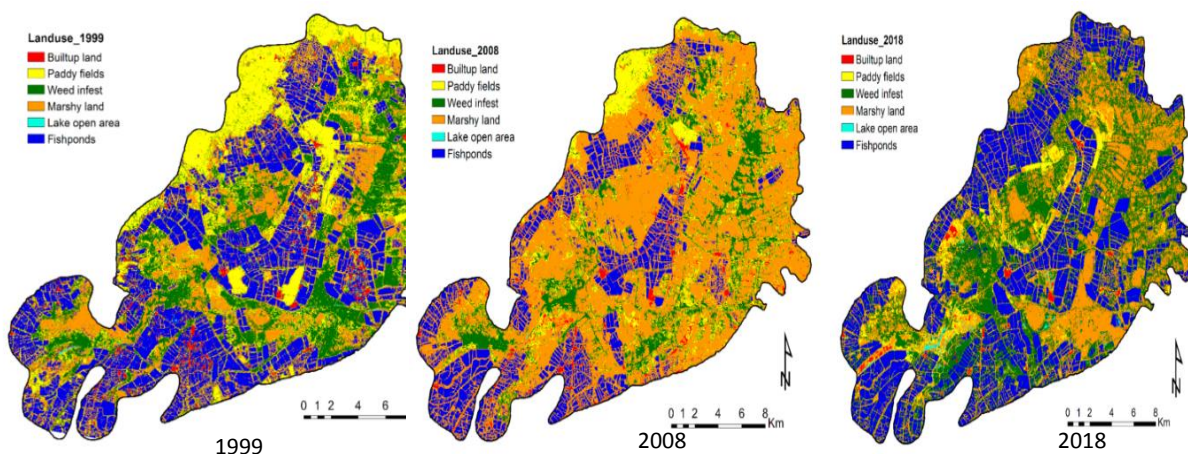 Landuse_1999
Builtup land
Paddy fields
Weed infest
Marshy land
Lake open area
Fishponds
0 1 2 4 6
1999
Landuse_2008
Builtup land
Paddy fields
Weed infest
Marshy land
Lake open area
Fishponds
N
0 1 2 4 6 8
Km
2008
Landuse_2018
Builtup land
Paddy fields
Weed infest
Marshy land
Lake open area
Fishponds
N
0 1 2 4 6 8
Km
2018